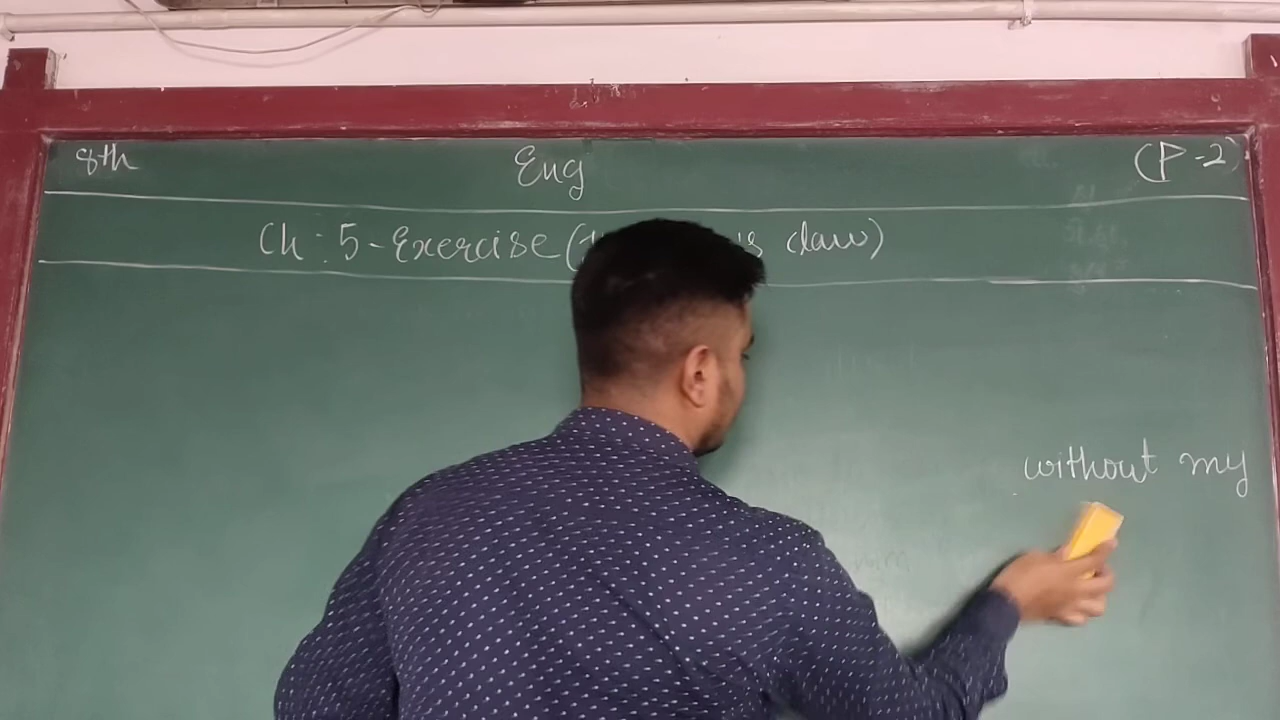 8th Eng (P-2)
Ch: 5-Exercise ( claw)
without my